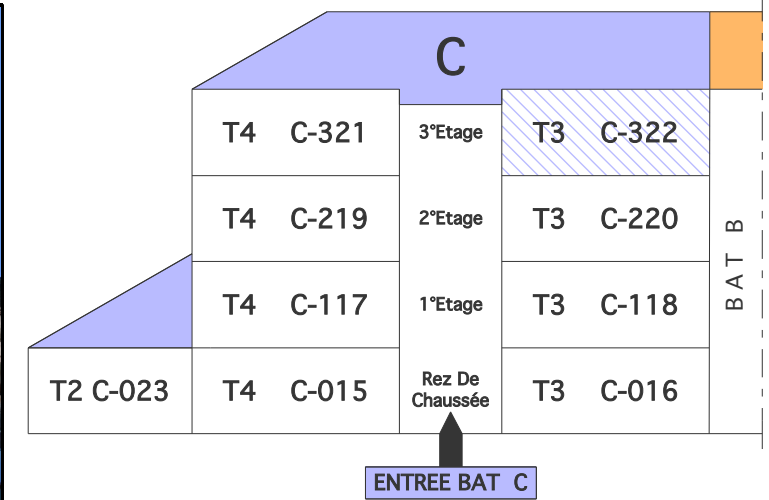 C
T4 C-321 3°Etage T3 C-322
T4 C-219 2°Etage T3 C-220
T4 C-117 1°Etage T3 C-118
T2 C-023 T4 C-015 Rez De Chaussée T3 C-016
BAT B
ENTREE BAT C